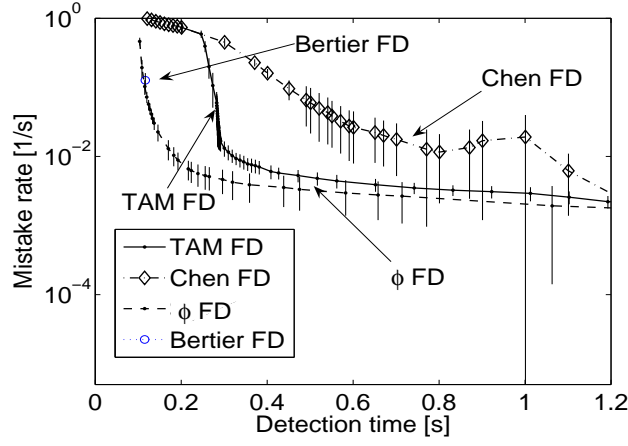 10^0
Bertier FD
Chen FD
Mistake rate [1/s]
10^-2
TAM FD
TAM FD
Chen FD
ϕ FD
Bertier FD
ϕ FD
10^-4
0 0.2 0.4 0.6 0.8 1 1.2
Detection time [s]